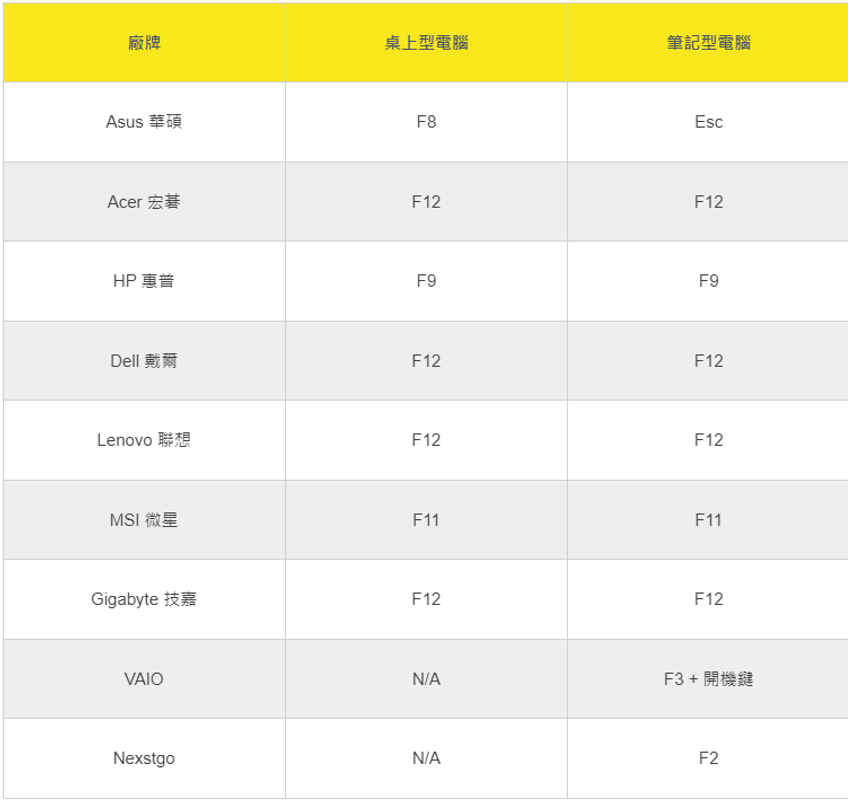 廠牌 桌上型電腦 筆記型電腦
Asus 華碩 F8 Esc
Acer 宏碁 F12 F12
HP 惠普 F9 F9
Dell 戴爾 F12 F12
Lenovo 聯想 F12 F12
MSI 微星 F11 F11
Gigabyte 技嘉 F12 F12
VAIO N/A F3 + 開機鍵
Nexstgo N/A F2